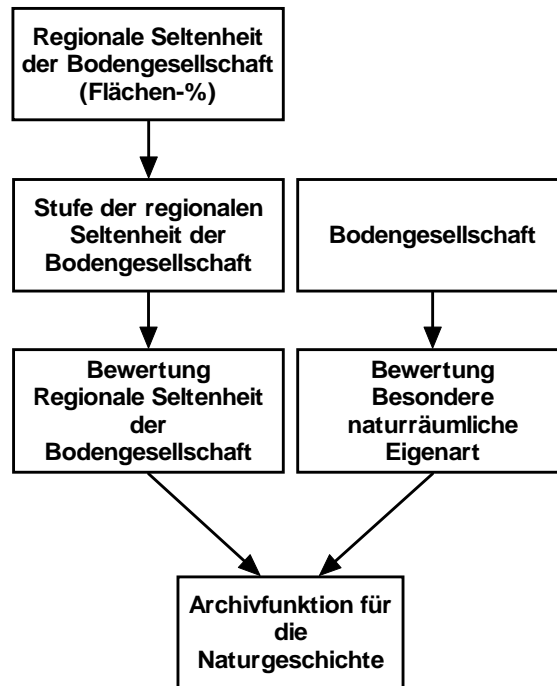 Regionale Seltenheit
der Bodengesellschaft
(Flächen-%)
Stufe der regionalen
Seltenheit der
Bodengesellschaft
Bodengesellschaft
Bewertung
Regionale Seltenheit
der
Bodengesellschaft
Bewertung
Besondere
naturräumliche
Eigenart
Archivfunktion für
die
Naturgeschichte